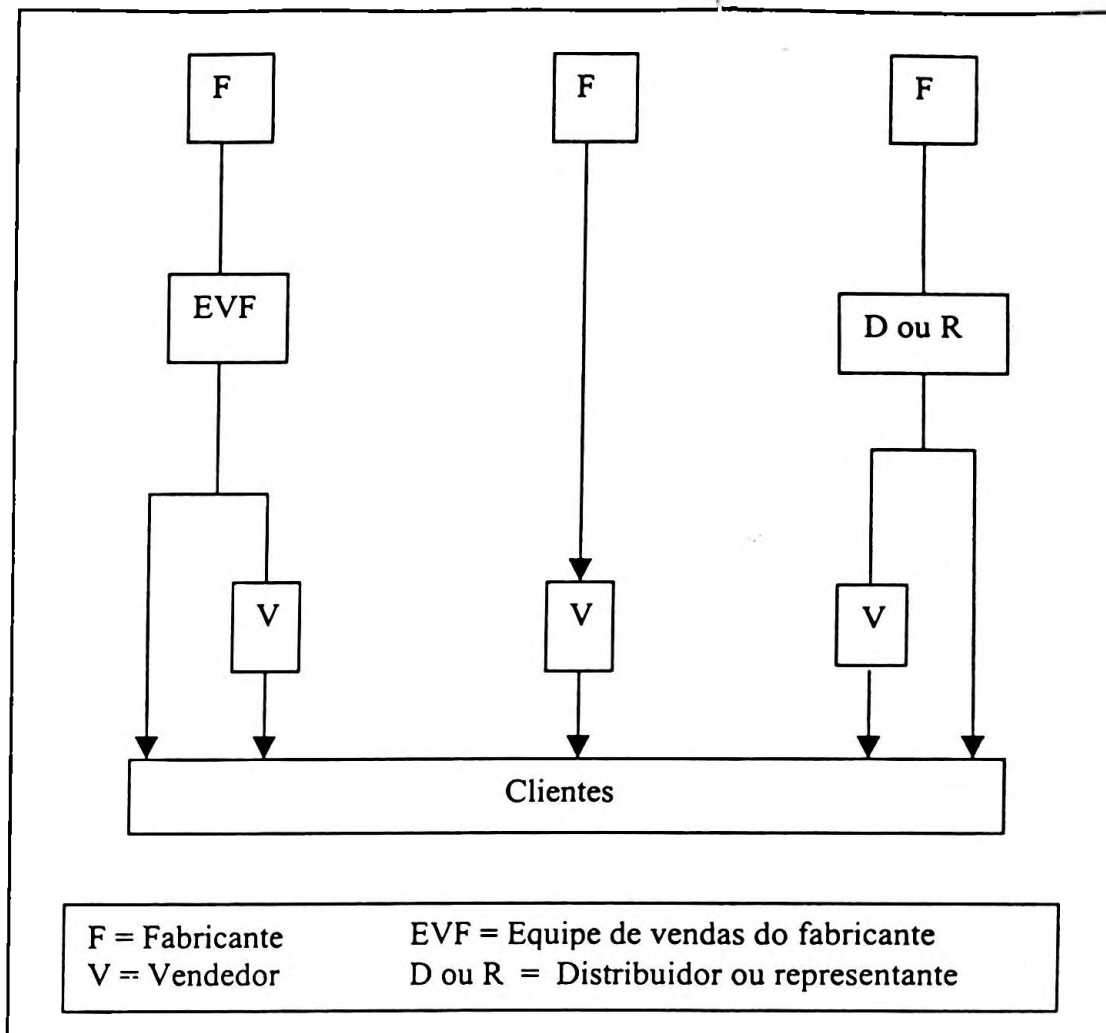 F F F
EVF
D ou R
V V V
Clientes
F = Fabricante EVF = Equipe de vendas do fabricante
V = Vendedor D ou R = Distribuidor ou representante